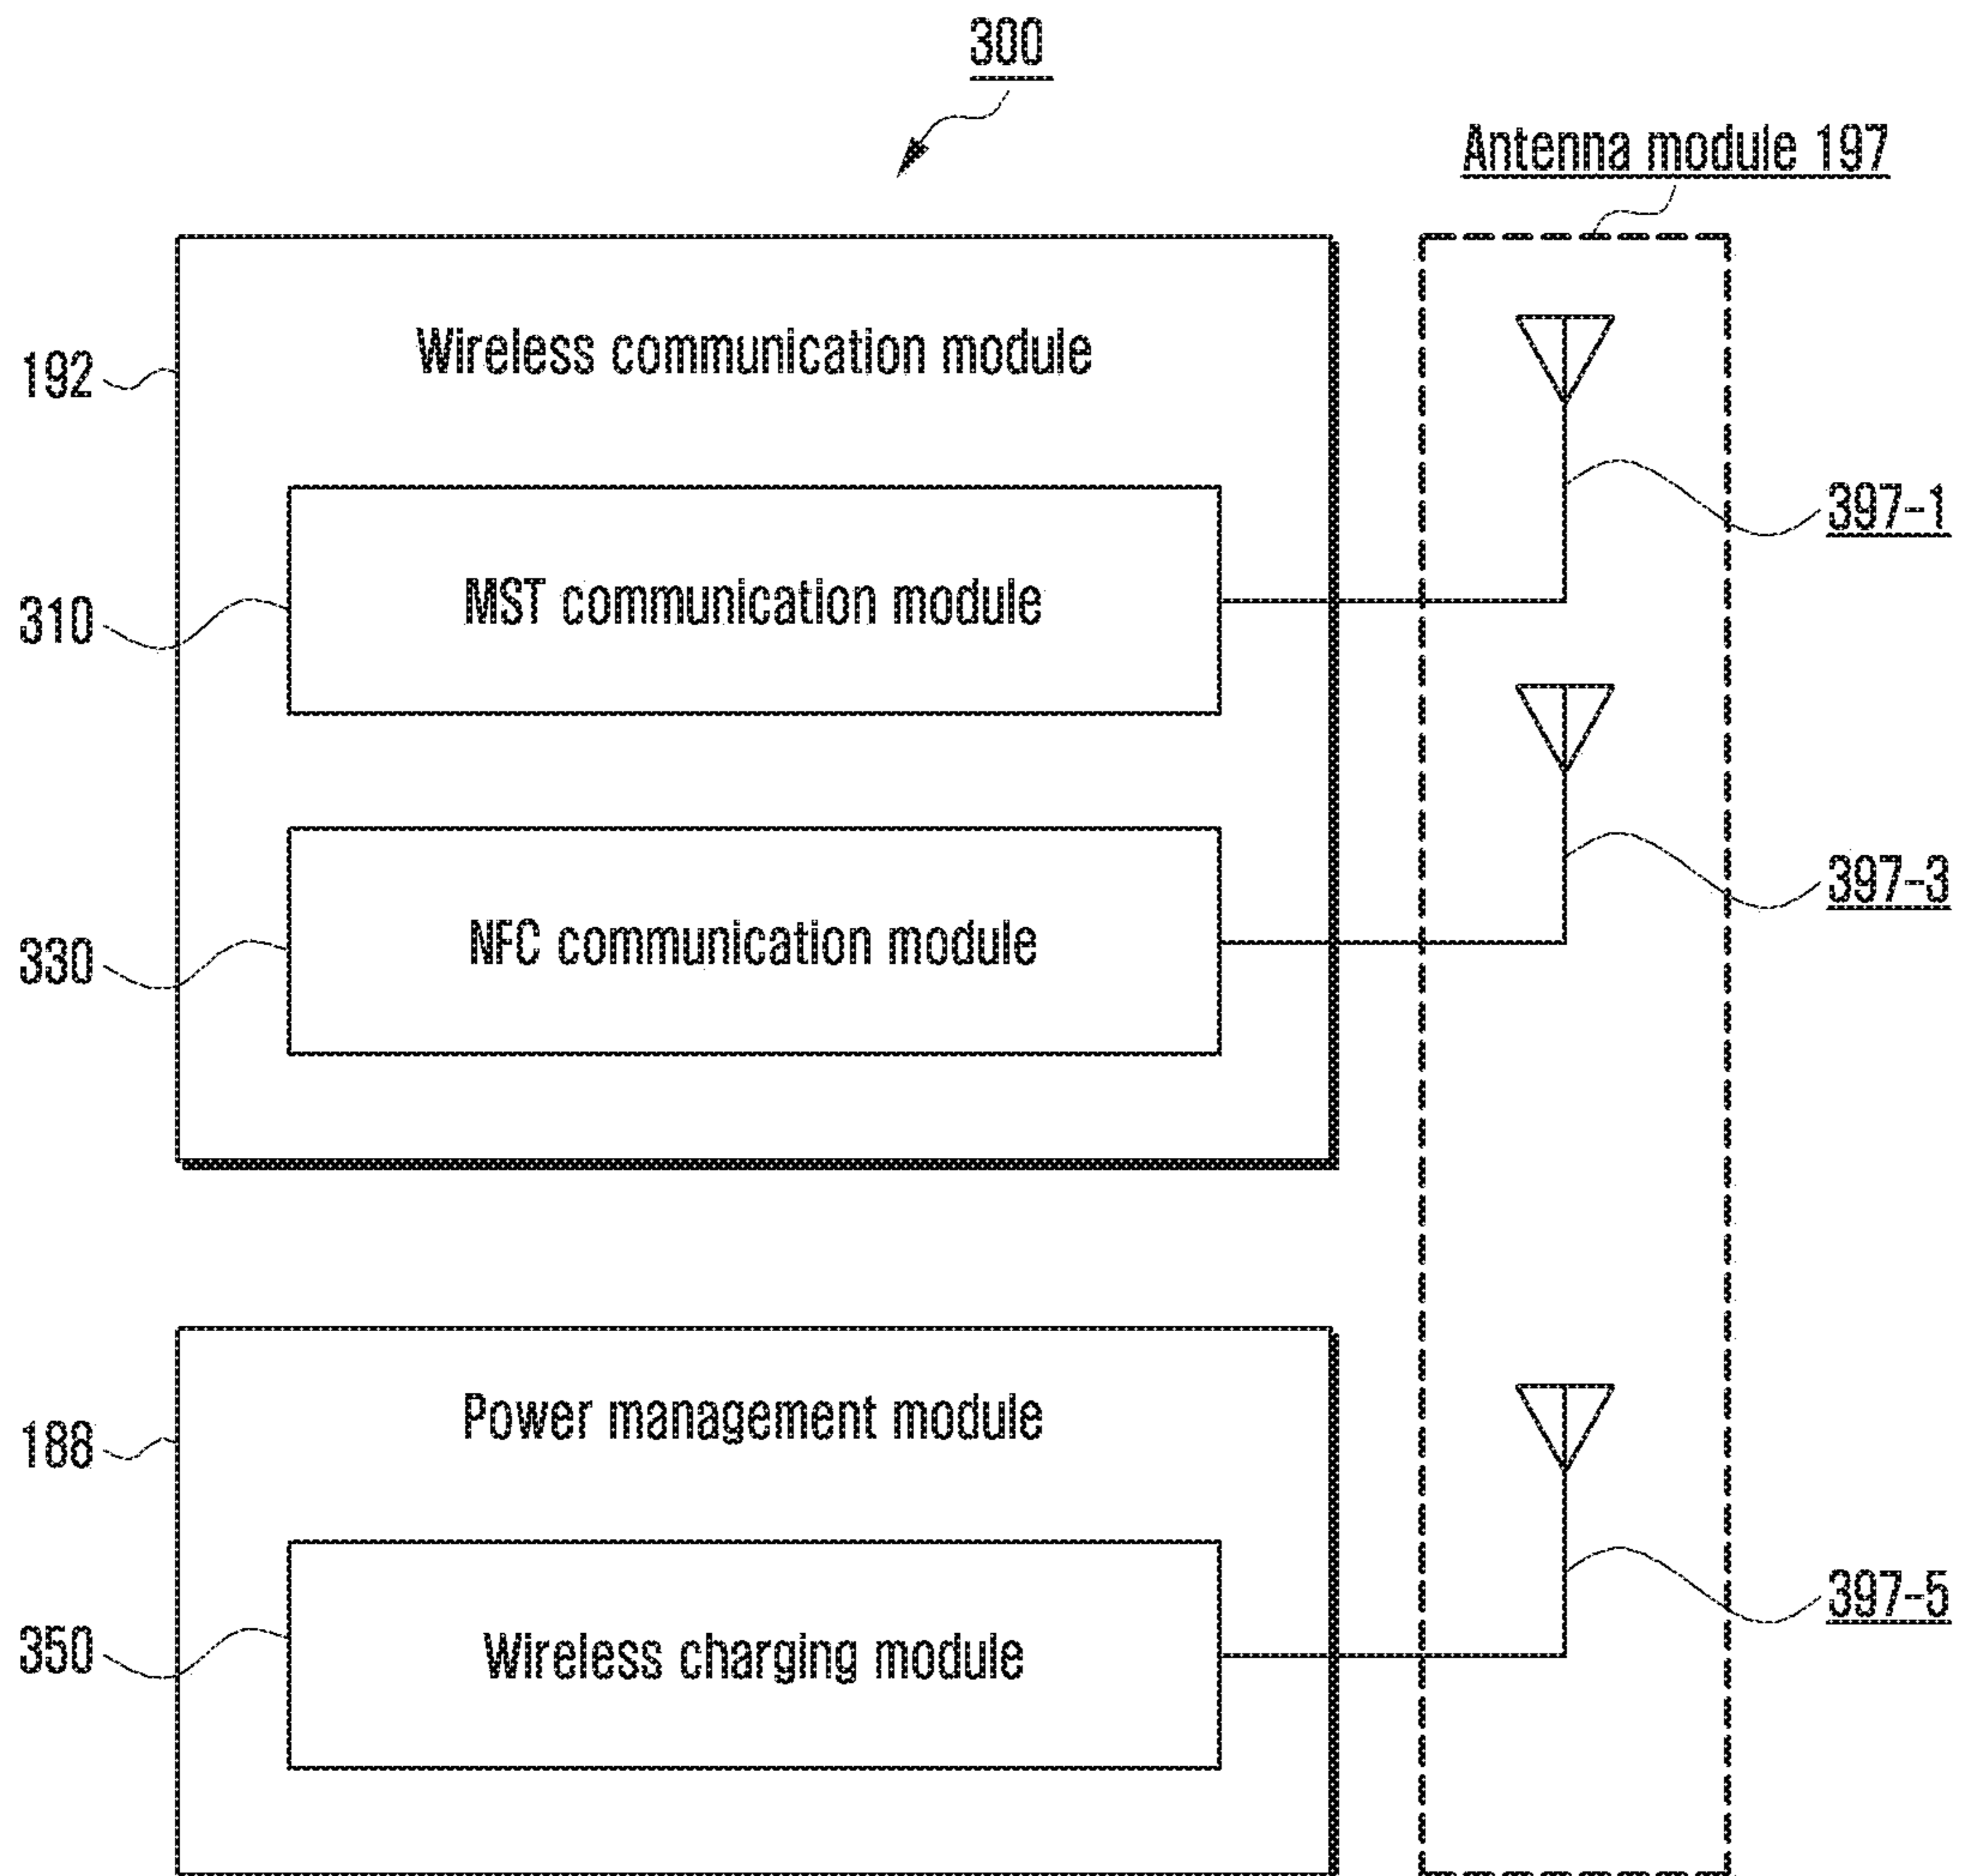 300
Antenna module 197
192
Wireless communication module
397-1
310
MST communication module
397-3
330
NFC communication module
188
Power management module
397-5
350
Wireless charging module